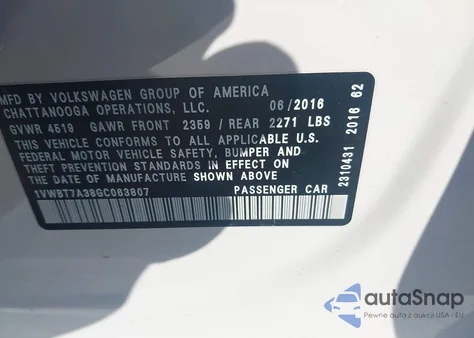 MFD BY VOLKSWAGEN GROUP OF AMERICA
CHATTANOOGA OPERATIONS, LLC. 06/2016
GVWR 4519 GAWR FRONT 2359 / REAR 2271 LBS
THIS VEHICLE CONFORMS TO ALL APPLICABLE U.S.
FEDERAL MOTOR VEHICLE SAFETY, BUMPER AND
THEFT PREVENTION STANDARDS IN EFFECT ON
THE DATE OF MANUFACTURE SHOWN ABOVE
1VWBT7A38GC063807 PASSENGER CAR
2310431 2016 62
autoSnap
Pewne auta z dostawą USA - EU